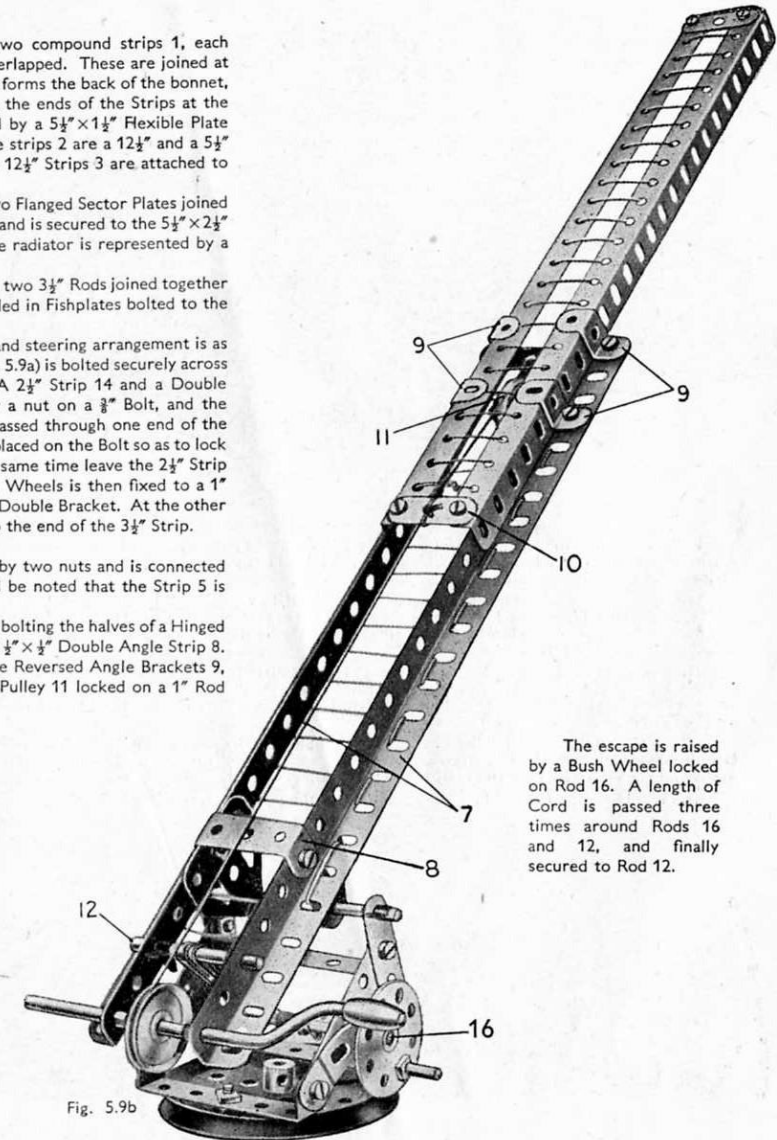 wo compound strips 1, each
erlapped. These are joined at
forms the back of the bonnet,
the ends of the Strips at the
by a 5½″×1½″ Flexible Plate
e strips 2 are a 12½″ and a 5½″
12½″ Strips 3 are attached to
o Flanged Sector Plates joined
and is secured to the 5½″×2½″
e radiator is represented by a
two 3½″ Rods joined together
led in Fishplates bolted to the
nd steering arrangement is as
5.9a) is bolted securely across
A 2½″ Strip 14 and a Double
a nut on a ⅜″ Bolt, and the
assed through one end of the
placed on the Bolt so as to lock
same time leave the 2½″ Strip
Wheels is then fixed to a 1″
Double Bracket. At the other
the end of the 3½″ Strip.
by two nuts and is connected
be noted that the Strip 5 is
bolting the halves of a Hinged
½″×½″ Double Angle Strip 8.
e Reversed Angle Brackets 9,
Pulley 11 locked on a 1″ Rod
9
9
11
10
7
8
12
16
The escape is raised
by a Bush Wheel locked
on Rod 16. A length of
Cord is passed three
times around Rods 16
and 12, and finally
secured to Rod 12.
Fig. 5.9b